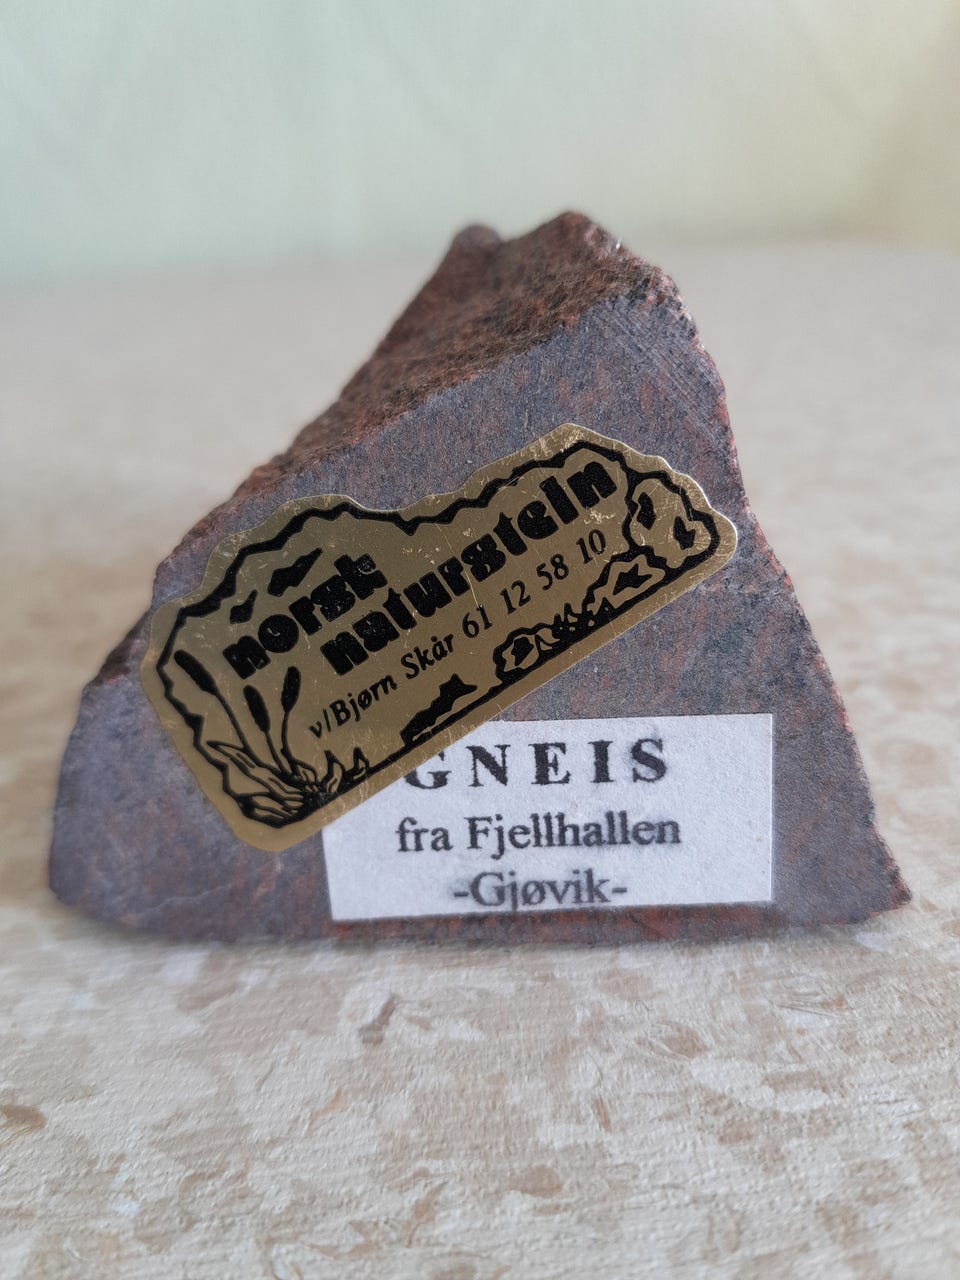 norsk
naturstein
v/Bjørn Skår 61 12 58 10
GNEIS
fra Fjellhallen
-Gjøvik-